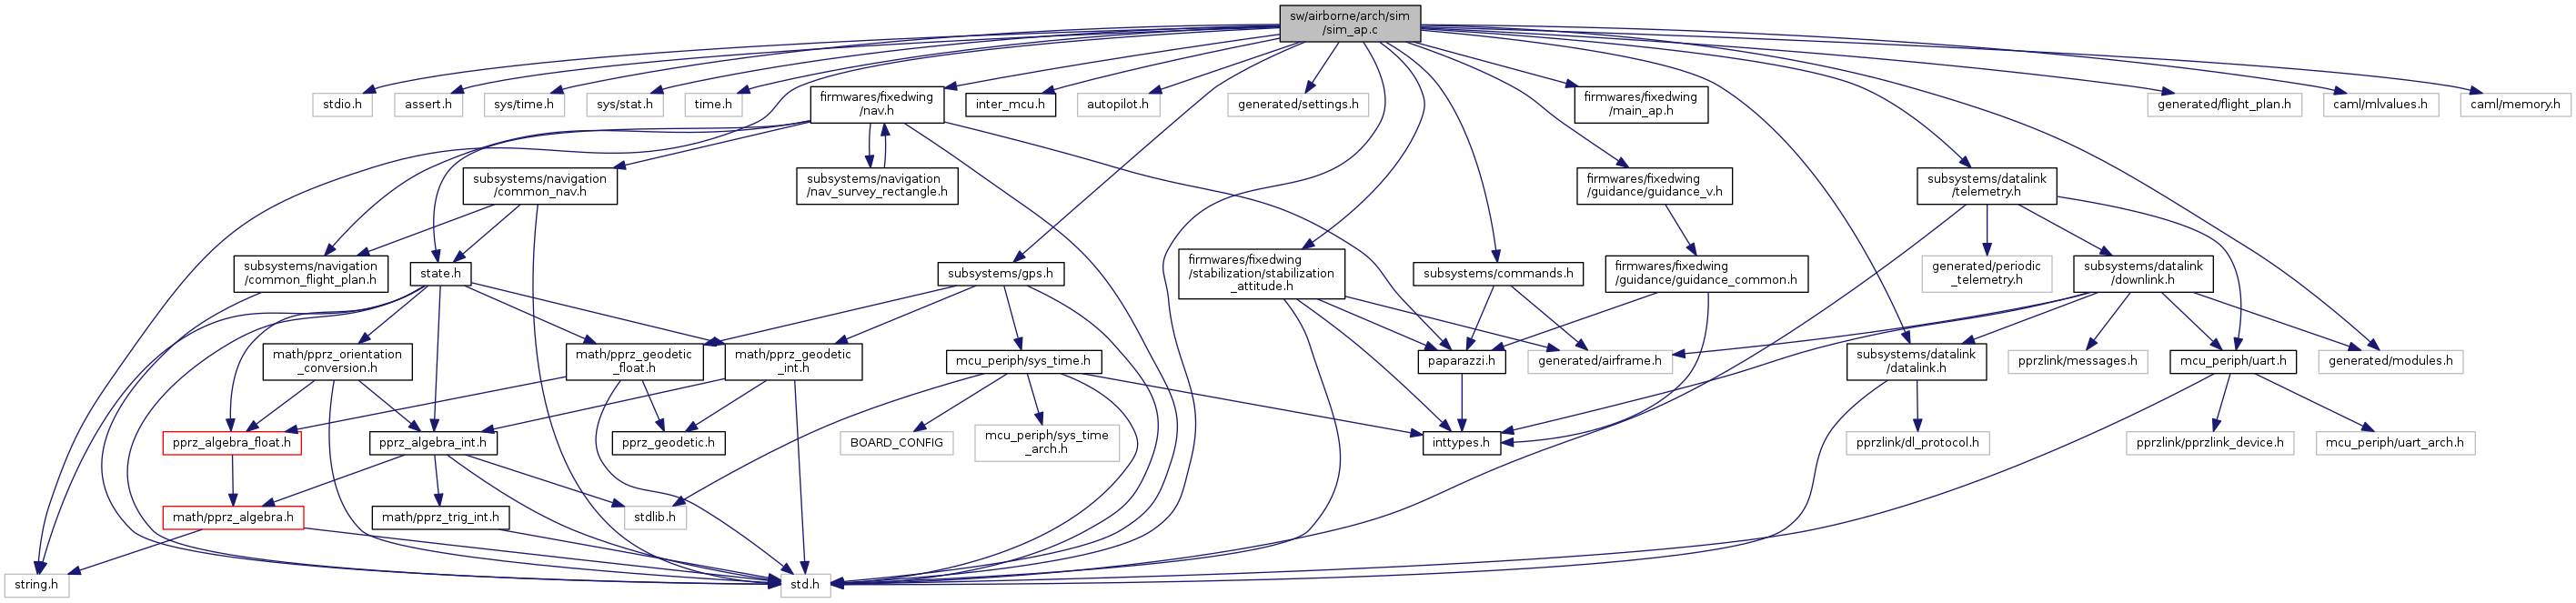 sw/airborne/arch/sim
/sim_ap.c
stdio.h
assert.h
sys/time.h
sys/stat.h
time.h
firmwares/fixedwing
/nav.h
inter_mcu.h
autopilot.h
generated/settings.h
firmwares/fixedwing
/main_ap.h
generated/flight_plan.h
caml/mlvalues.h
caml/memory.h
subsystems/navigation
/common_nav.h
subsystems/navigation
/nav_survey_rectangle.h
firmwares/fixedwing
/guidance/guidance_v.h
subsystems/datalink
/telemetry.h
subsystems/navigation
/common_flight_plan.h
state.h
subsystems/gps.h
firmwares/fixedwing
/stabilization/stabilization
_attitude.h
subsystems/commands.h
firmwares/fixedwing
/guidance/guidance_common.h
generated/periodic
_telemetry.h
subsystems/datalink
/downlink.h
math/pprz_orientation
_conversion.h
math/pprz_geodetic
_float.h
math/pprz_geodetic
_int.h
mcu_periph/sys_time.h
paparazzi.h
generated/airframe.h
subsystems/datalink
/datalink.h
pprzlink/messages.h
mcu_periph/uart.h
generated/modules.h
pprz_algebra_float.h
pprz_algebra_int.h
pprz_geodetic.h
BOARD_CONFIG
mcu_periph/sys_time
_arch.h
inttypes.h
pprzlink/dl_protocol.h
pprzlink/pprzlink_device.h
mcu_periph/uart_arch.h
math/pprz_algebra.h
math/pprz_trig_int.h
stdlib.h
string.h
std.h